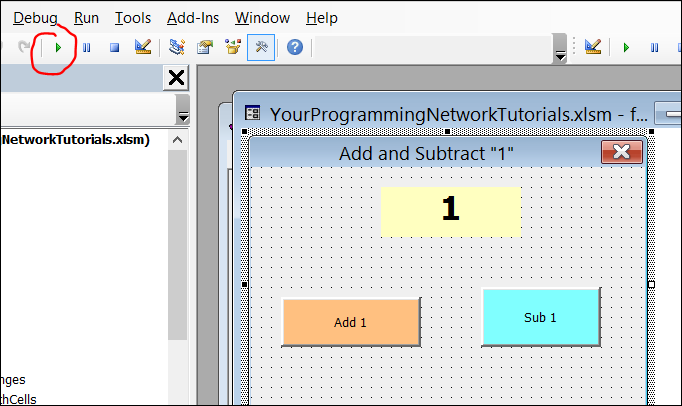 Debug Run Tools Add-Ins Window Help
YourProgrammingNetworkTutorials.xlsm - f...
NetworkTutorials.xlsm)
Add and Subtract "1"
1
Add 1
Sub 1
nges
thCells